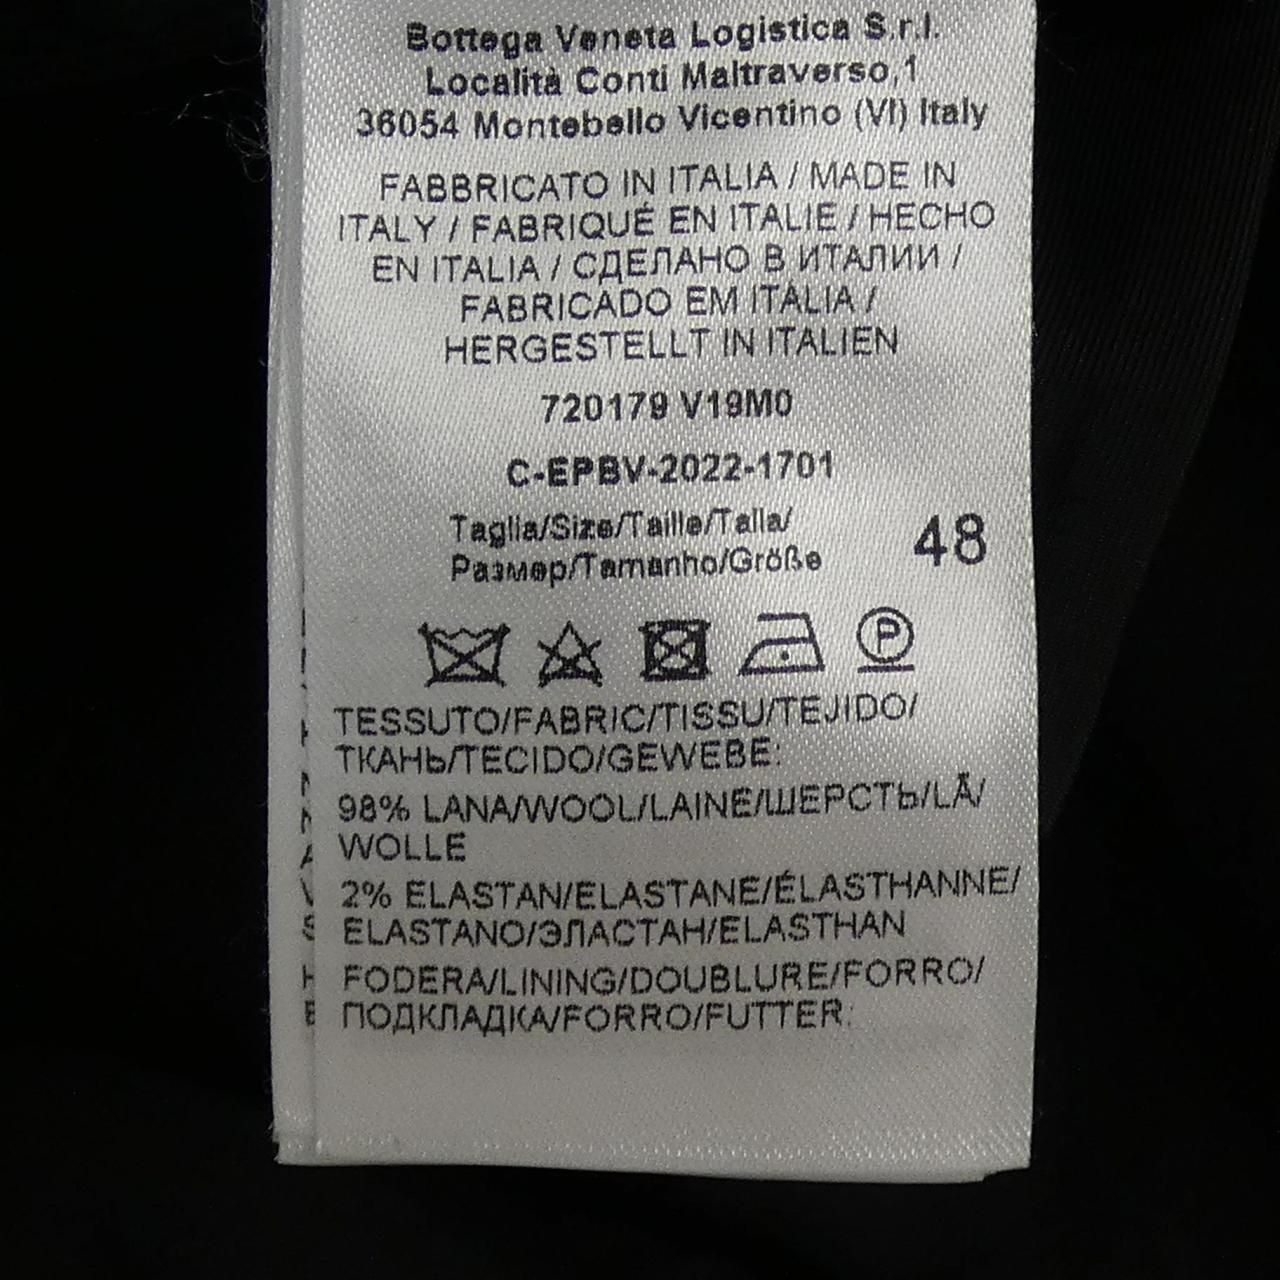 Bottega Veneta Logistica S.r.l.
Località Conti Maltraverso,1
36054 Montebello Vicentino (VI) Italy
FABBRICATO IN ITALIA / MADE IN
ITALY / FABRIQUÉ EN ITALIE / HECHO
EN ITALIA / СДЕЛАНО В ИТАЛИИ /
FABRICADO EM ITALIA /
HERGESTELLT IN ITALIEN
720179 V19M0
C-EPBV-2022-1701
Taglia/Size/Taille/Talla/
Размер/Tamanho/Größe 48
P
TESSUTO/FABRIC/TISSU/TEJIDO/
ТКАНЬ/TECIDO/GEWEBE:
98% LANA/WOOL/LAINE/ШЕРСТЬ/LÃ/
WOLLE
2% ELASTAN/ELASTANE/ÉLASTHANNE/
ELASTANO/ЭЛАСТАН/ELASTHAN
FODERA/LINING/DOUBLURE/FORRO/
ПОДКЛАДКА/FORRO/FUTTER: